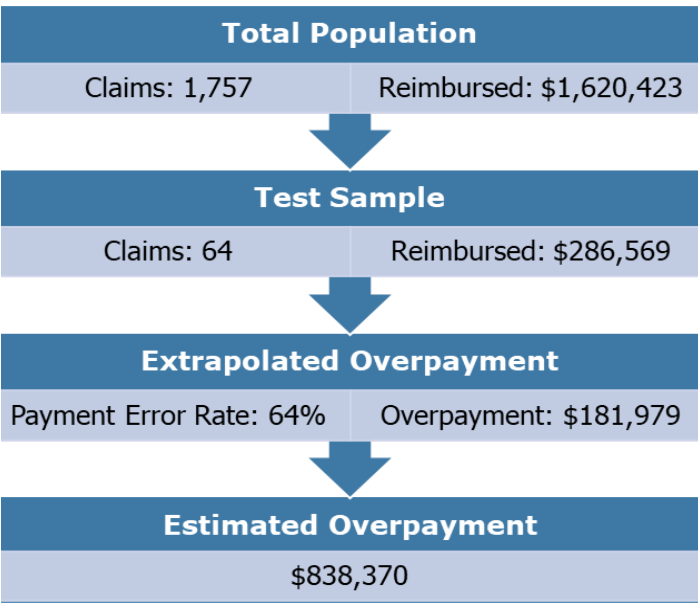 Total Population
Claims: 1,757 Reimbursed: $1,620,423
Test Sample
Claims: 64 Reimbursed: $286,569
Extrapolated Overpayment
Payment Error Rate: 64% Overpayment: $181,979
Estimated Overpayment
$838,370